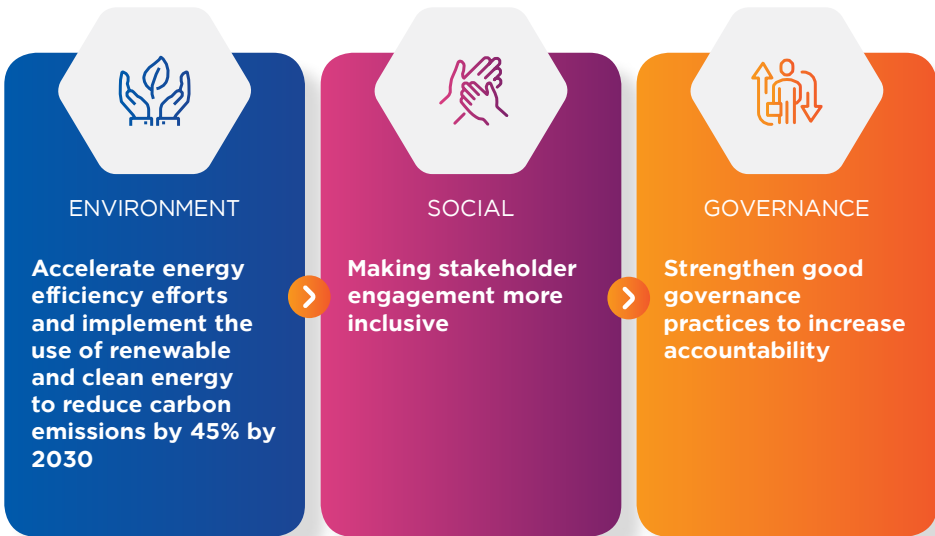 ENVIRONMENT
Accelerate energy
efficiency efforts
and implement the
use of renewable
and clean energy
to reduce carbon
emissions by 45% by
2030
SOCIAL
Making stakeholder
engagement more
inclusive
GOVERNANCE
Strengthen good
governance
practices to increase
accountability